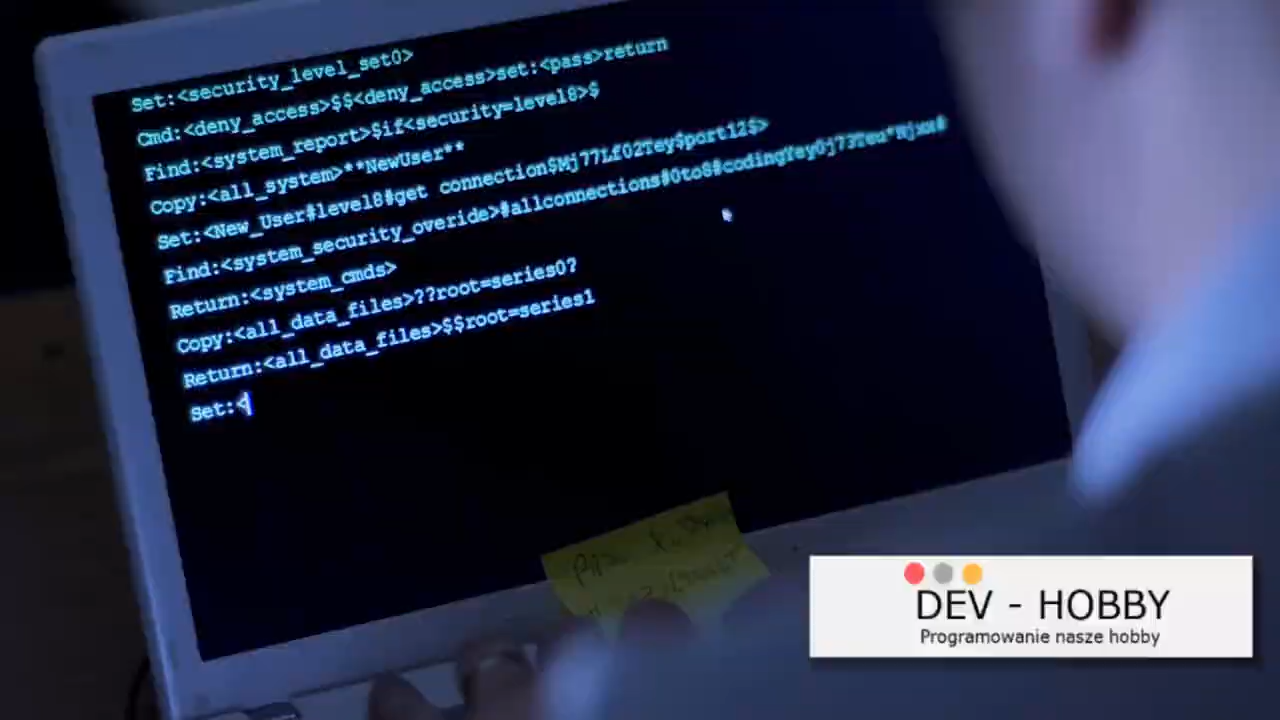 Set:<security_level_set0>
Cmd:<deny_access>$$<deny_access>set:<pass>return
Find:<system_report>$if<security=level8>$
Copy:<all_system>**NewUser**
Set:<New_User#level8#get connection$Mj77Lf02Tey$port12$>
Find:<system_security_overide>#allconnections#0to8#codingYey0j73Teu*Njxm#
Return:<system_cmds>
Copy:<all_data_files>??root=series0?
Return:<all_data_files>$$root=series1
Set:<
DEV - HOBBY
Programowanie nasze hobby